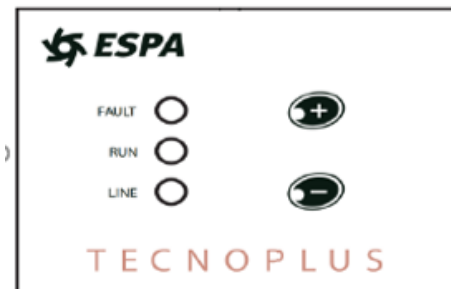 ESPA
FAULT
+
RUN
LINE
-
TECNOPLUS